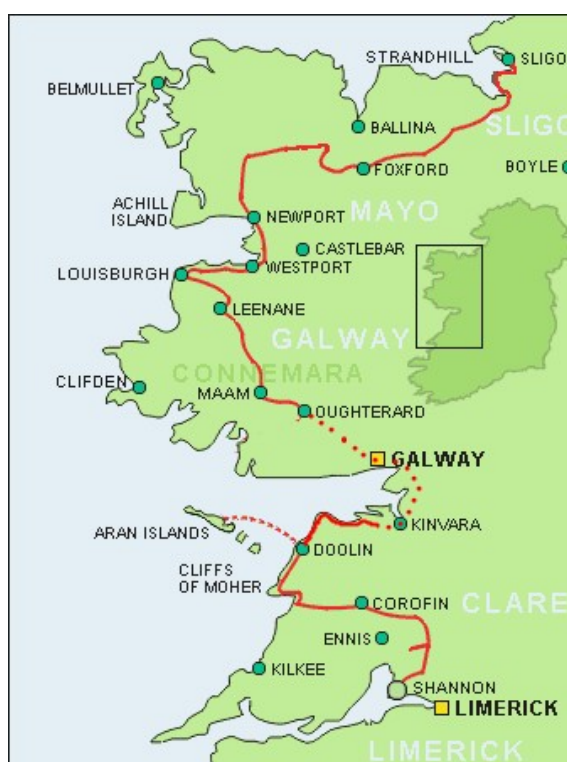 STRANDHILL
SLIGO
BELMULLET
BALLINA
SLIGO
FOXFORD
BOYLE
ACHILL
ISLAND
NEWPORT
MAYO
CASTLEBAR
WESTPORT
LOUISBURGH
LEENANE
GALWAY
CONNEMARA
CLIFDEN
MAAM
OUGHTERARD
GALWAY
ARAN ISLANDS
KINVARA
DOOLIN
CLIFFS
OF MOHER
COROFIN
CLARE
ENNIS
KILKEE
SHANNON
LIMERICK
LIMERICK